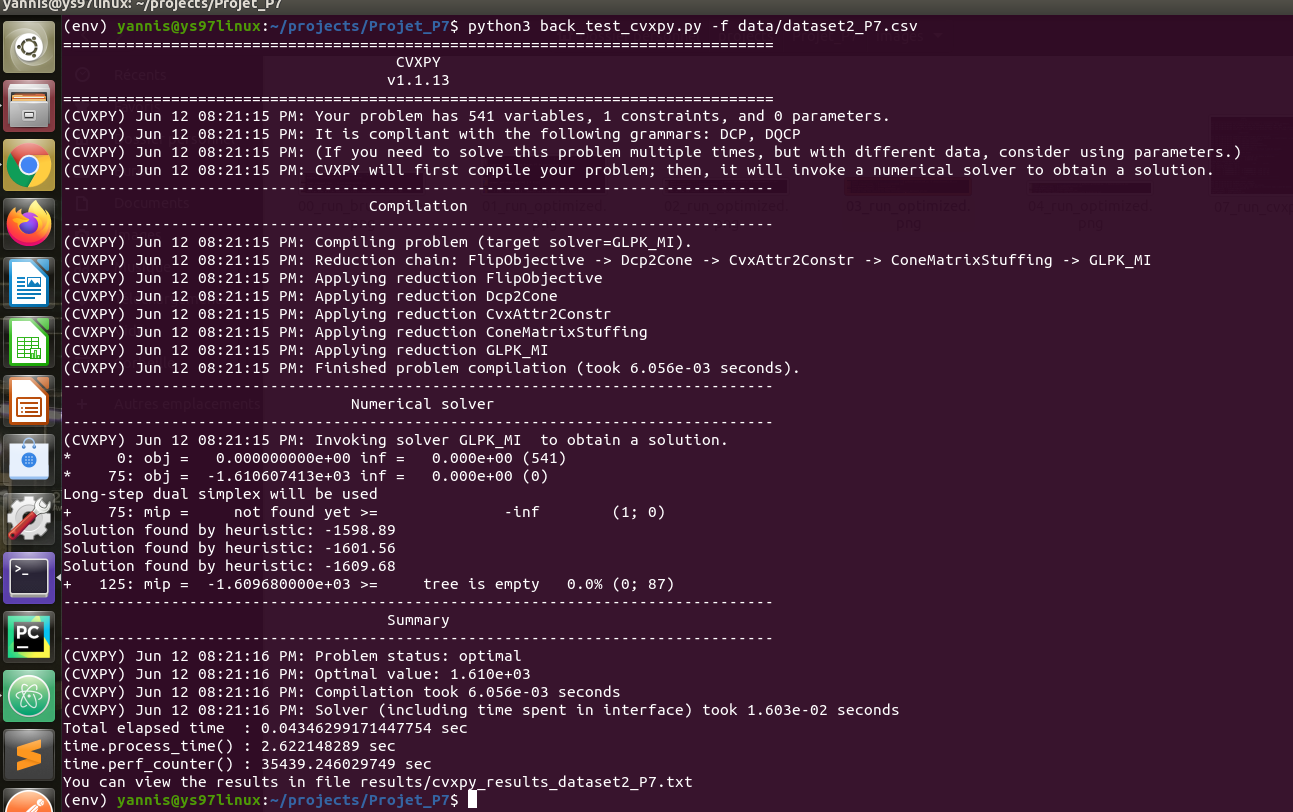 yannis@ys97linux: ~/projects/Projet_P7
(env) yannis@ys97linux:~/projects/Projet_P7$ python3 back_test_cvxpy.py -f data/dataset2_P7.csv
===============================================================================
CVXPY
v1.1.13
===============================================================================
(CVXPY) Jun 12 08:21:15 PM: Your problem has 541 variables, 1 constraints, and 0 parameters.
(CVXPY) Jun 12 08:21:15 PM: It is compliant with the following grammars: DCP, DQCP
(CVXPY) Jun 12 08:21:15 PM: (If you need to solve this problem multiple times, but with different data, consider using parameters.)
(CVXPY) Jun 12 08:21:15 PM: CVXPY will first compile your problem; then, it will invoke a numerical solver to obtain a solution.
-------------------------------------------------------------------------------
Compilation
-------------------------------------------------------------------------------
(CVXPY) Jun 12 08:21:15 PM: Compiling problem (target solver=GLPK_MI).
(CVXPY) Jun 12 08:21:15 PM: Reduction chain: FlipObjective -> Dcp2Cone -> CvxAttr2Constr -> ConeMatrixStuffing -> GLPK_MI
(CVXPY) Jun 12 08:21:15 PM: Applying reduction FlipObjective
(CVXPY) Jun 12 08:21:15 PM: Applying reduction Dcp2Cone
(CVXPY) Jun 12 08:21:15 PM: Applying reduction CvxAttr2Constr
(CVXPY) Jun 12 08:21:15 PM: Applying reduction ConeMatrixStuffing
(CVXPY) Jun 12 08:21:15 PM: Applying reduction GLPK_MI
(CVXPY) Jun 12 08:21:15 PM: Finished problem compilation (took 6.056e-03 seconds).
-------------------------------------------------------------------------------
Numerical solver
-------------------------------------------------------------------------------
(CVXPY) Jun 12 08:21:15 PM: Invoking solver GLPK_MI  to obtain a solution.
*     0: obj =   0.000000000e+00 inf =   0.000e+00 (541)
*    75: obj =  -1.610607413e+03 inf =   0.000e+00 (0)
Long-step dual simplex will be used
+    75: mip =     not found yet >=              -inf        (1; 0)
Solution found by heuristic: -1598.89
Solution found by heuristic: -1601.56
Solution found by heuristic: -1609.68
+   125: mip =  -1.609680000e+03 >=     tree is empty   0.0% (0; 87)
-------------------------------------------------------------------------------
Summary
-------------------------------------------------------------------------------
(CVXPY) Jun 12 08:21:16 PM: Problem status: optimal
(CVXPY) Jun 12 08:21:16 PM: Optimal value: 1.610e+03
(CVXPY) Jun 12 08:21:16 PM: Compilation took 6.056e-03 seconds
(CVXPY) Jun 12 08:21:16 PM: Solver (including time spent in interface) took 1.603e-02 seconds
Total elapsed time  : 0.04346299171447754 sec
time.process_time() : 2.622148289 sec
time.perf_counter() : 35439.246029749 sec
You can view the results in file results/cvxpy_results_dataset2_P7.txt
(env) yannis@ys97linux:~/projects/Projet_P7$
Récents
Documents
01_run_optimized.
02_run_optimized
03_run_optimized.
png
04_run_optimized.
png
Autres emplacements
PC